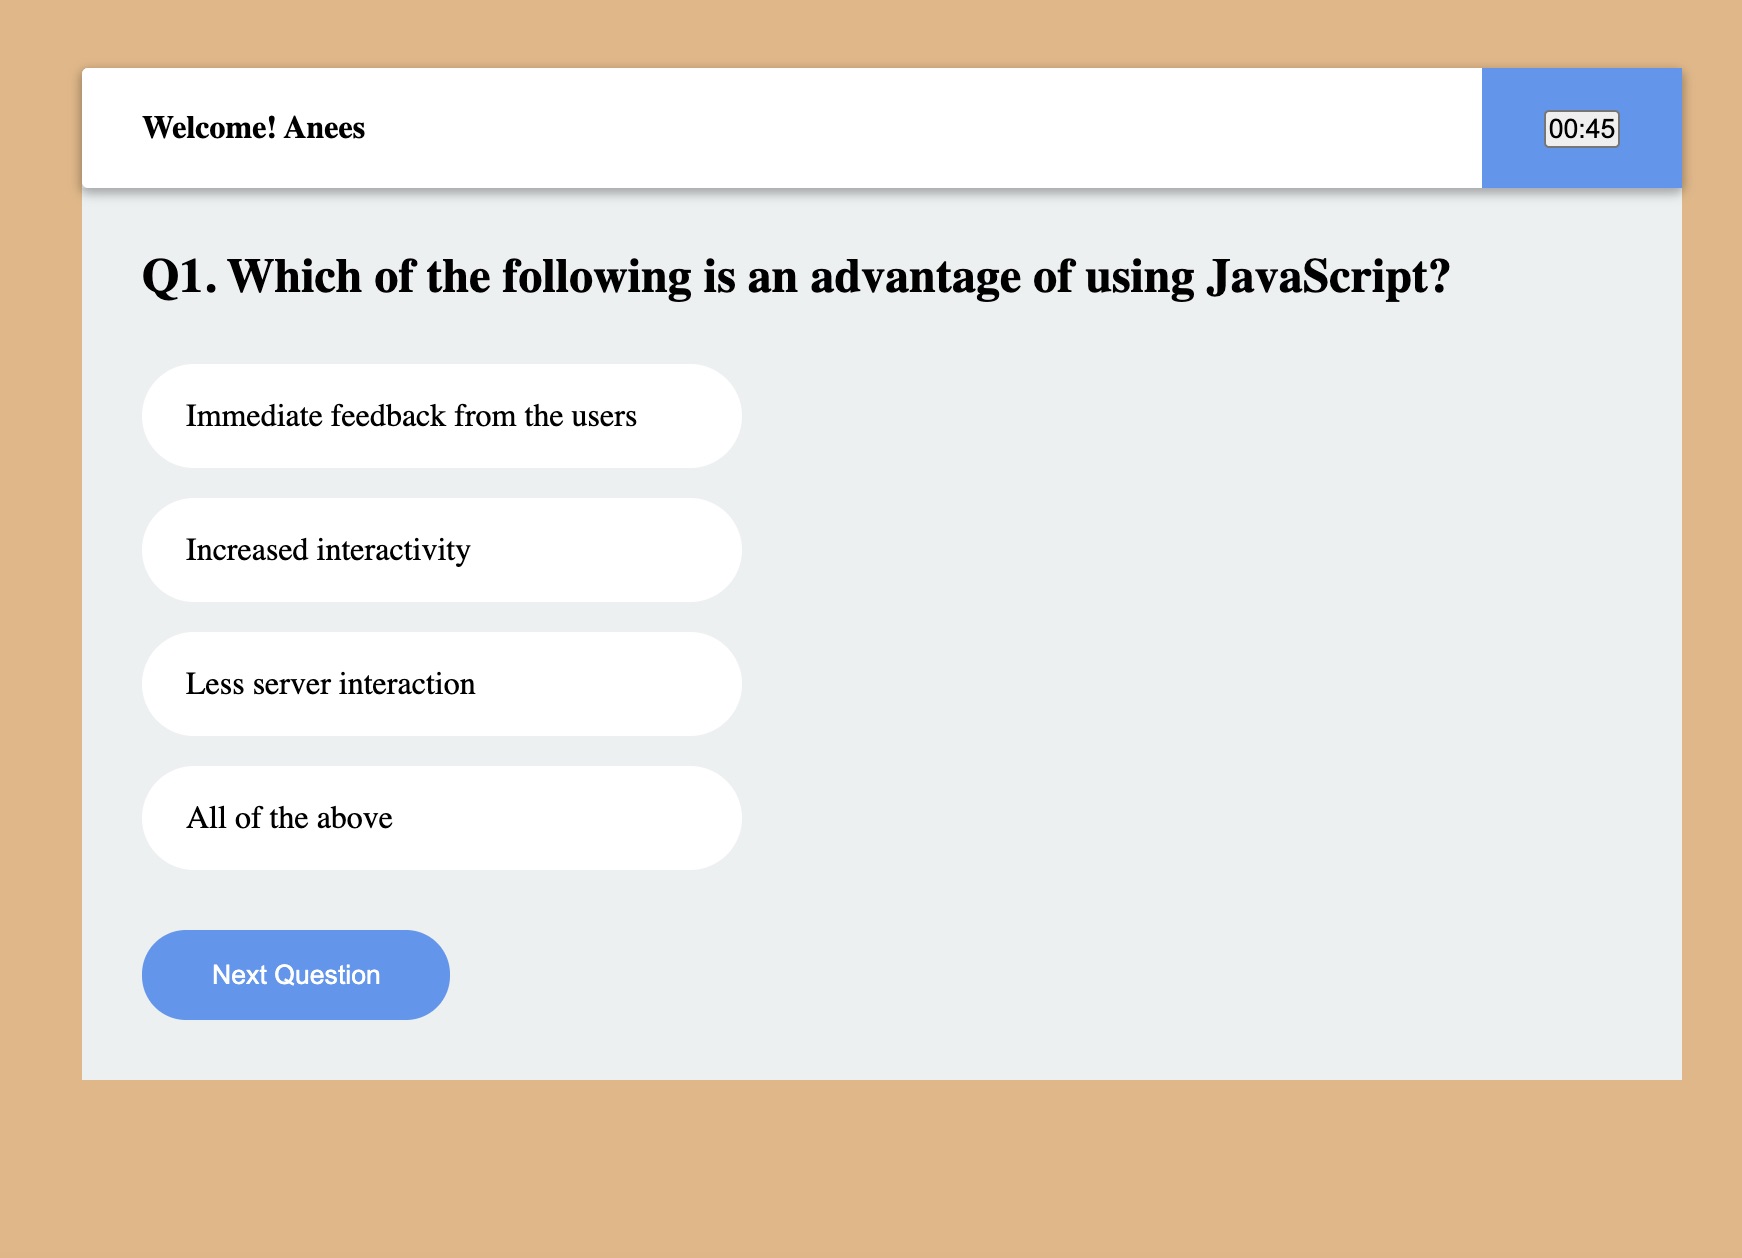 Welcome! Anees
00:45
Q1. Which of the following is an advantage of using JavaScript?
Immediate feedback from the users
Increased interactivity
Less server interaction
All of the above
Next Question